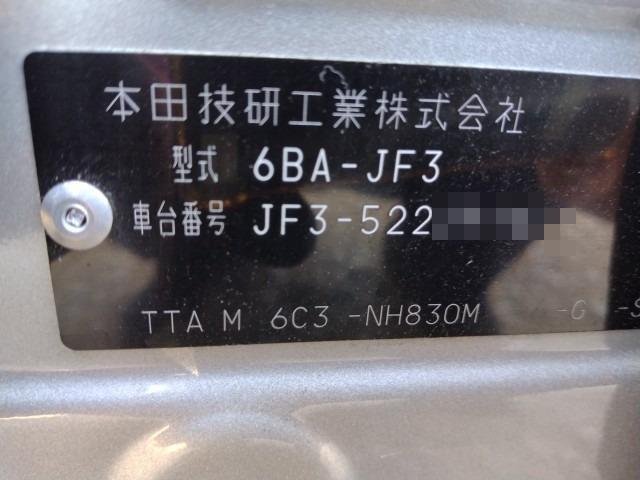 本田技研工業株式会社
型式 6BA-JF3
車台番号 JF3-522
TTA M 6C3 -NH830M -G -S